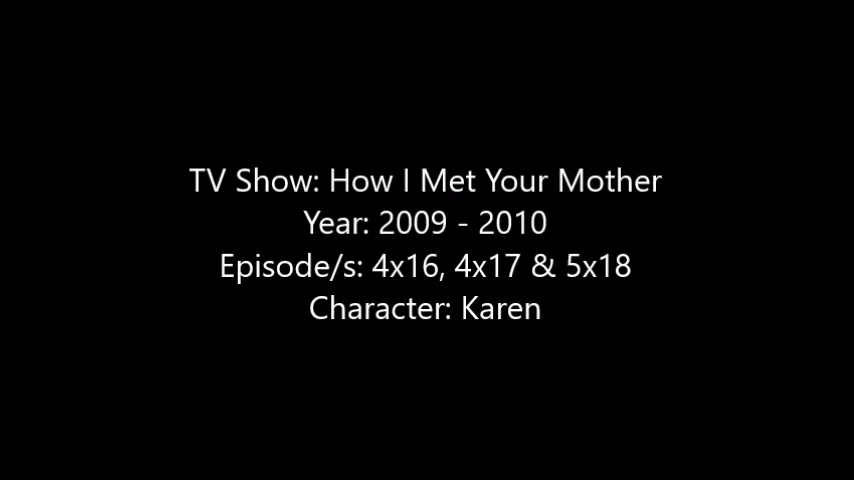 TV Show: How I Met Your Mother
Year: 2009 - 2010
Episode/s: 4x16, 4x17 & 5x18
Character: Karen